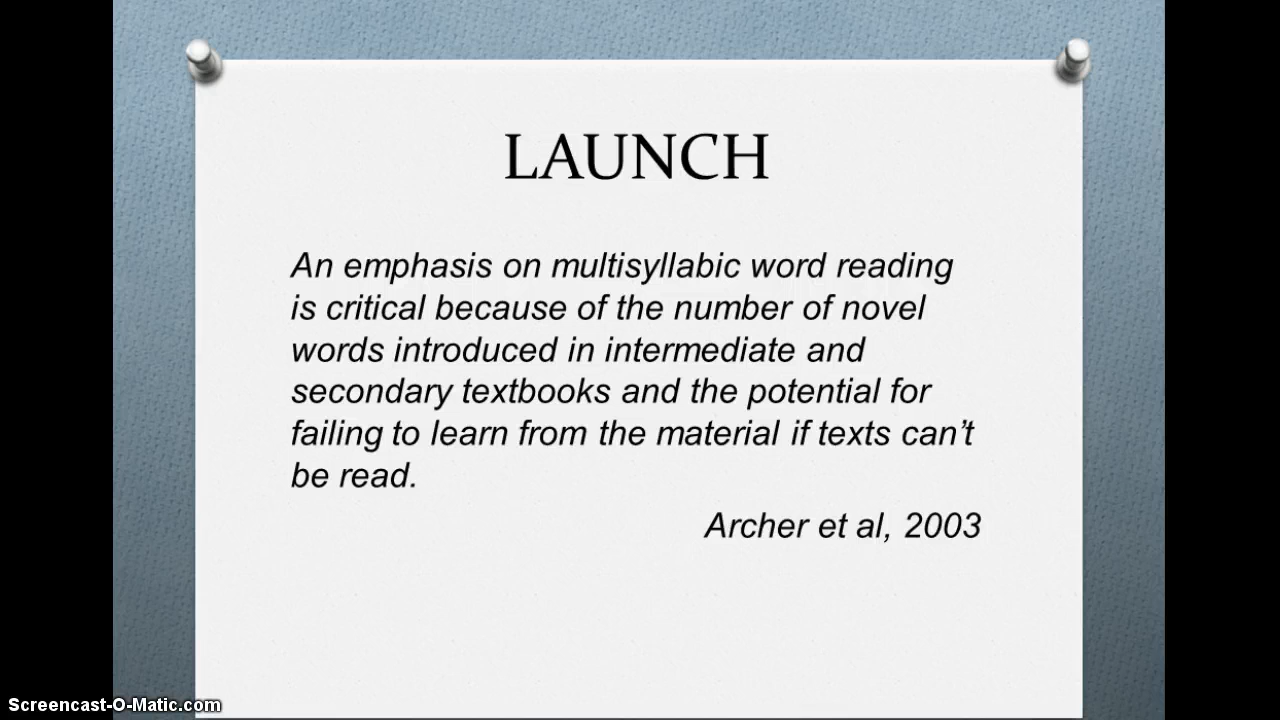 LAUNCH
An emphasis on multisyllabic word reading
is critical because of the number of novel
words introduced in intermediate and
secondary textbooks and the potential for
failing to learn from the material if texts can’t
be read.
Archer et al, 2003
Screencast-O-Matic.com